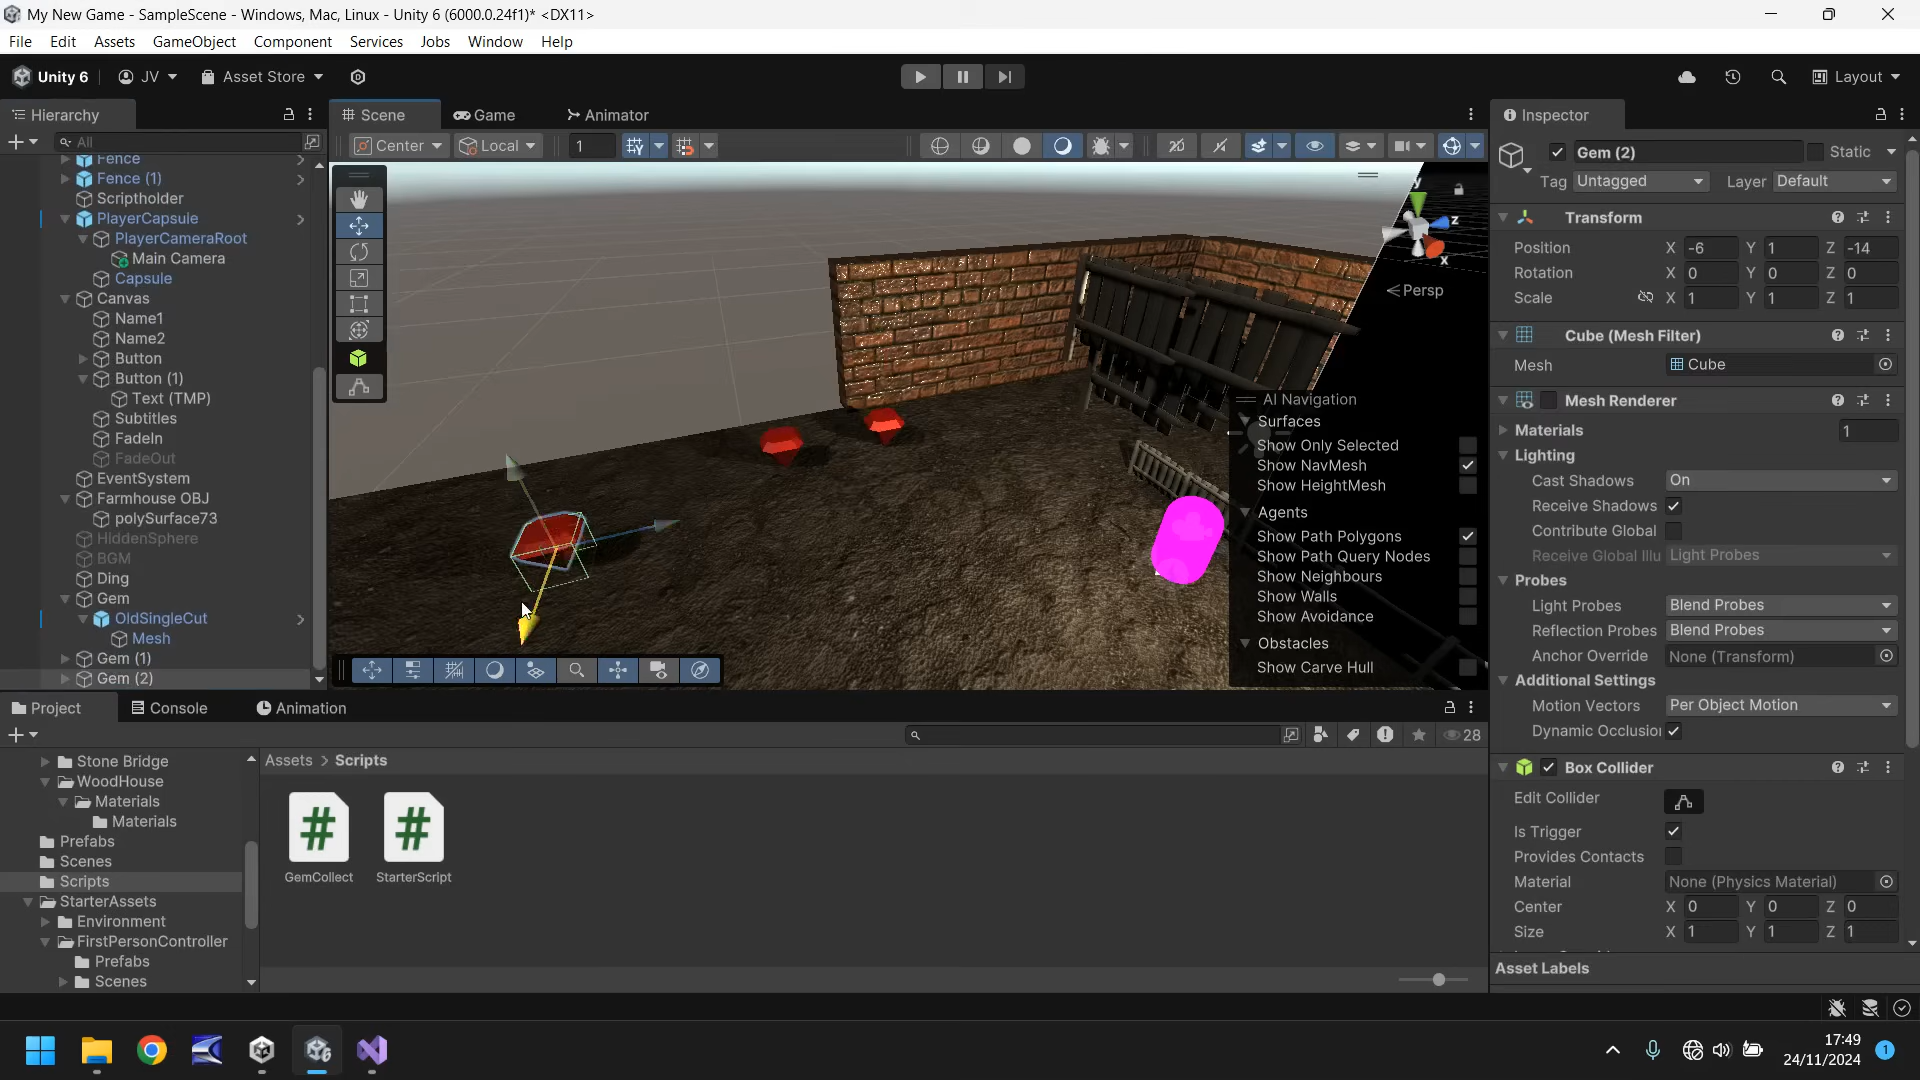 My New Game - SampleScene - Windows, Mac, Linux - Unity 6 (6000.0.24f1)* <DX11>
File Edit Assets GameObject Component Services Jobs Window Help
Unity 6 JV Asset Store Layout
Hierarchy
All
Fence
Fence (1)
Scriptholder
PlayerCapsule
PlayerCameraRoot
Main Camera
Capsule
Canvas
Name1
Name2
Button
Button (1)
Text (TMP)
Subtitles
FadeIn
FadeOut
EventSystem
Farmhouse OBJ
polySurface73
HiddenSphere
BGM
Ding
Gem
OldSingleCut
Mesh
Gem (1)
Gem (2)
Scene Game Animator
Center Local 1
y
z
x
Persp
AI Navigation
Surfaces
Show Only Selected
Show NavMesh
Show HeightMesh
Agents
Show Path Polygons
Show Path Query Nodes
Show Neighbours
Show Walls
Show Avoidance
Obstacles
Show Carve Hull
Inspector
Gem (2) Static
Tag Untagged Layer Default
Transform
Position X -6 Y 1 Z -14
Rotation X 0 Y 0 Z 0
Scale X 1 Y 1 Z 1
Cube (Mesh Filter)
Mesh Cube
Mesh Renderer
Materials 1
Lighting
Cast Shadows On
Receive Shadows
Contribute Global
Receive Global Illu Light Probes
Probes
Light Probes Blend Probes
Reflection Probes Blend Probes
Anchor Override None (Transform)
Additional Settings
Motion Vectors Per Object Motion
Dynamic Occlusion
Box Collider
Edit Collider
Is Trigger
Provides Contacts
Material None (Physics Material)
Center X 0 Y 0 Z 0
Size X 1 Y 1 Z 1
Asset Labels
Project Console Animation
28
Stone Bridge
WoodHouse
Materials
Materials
Prefabs
Scenes
Scripts
StarterAssets
Environment
FirstPersonController
Prefabs
Scenes
Assets > Scripts
GemCollect StarterScript
17:49
24/11/2024
1